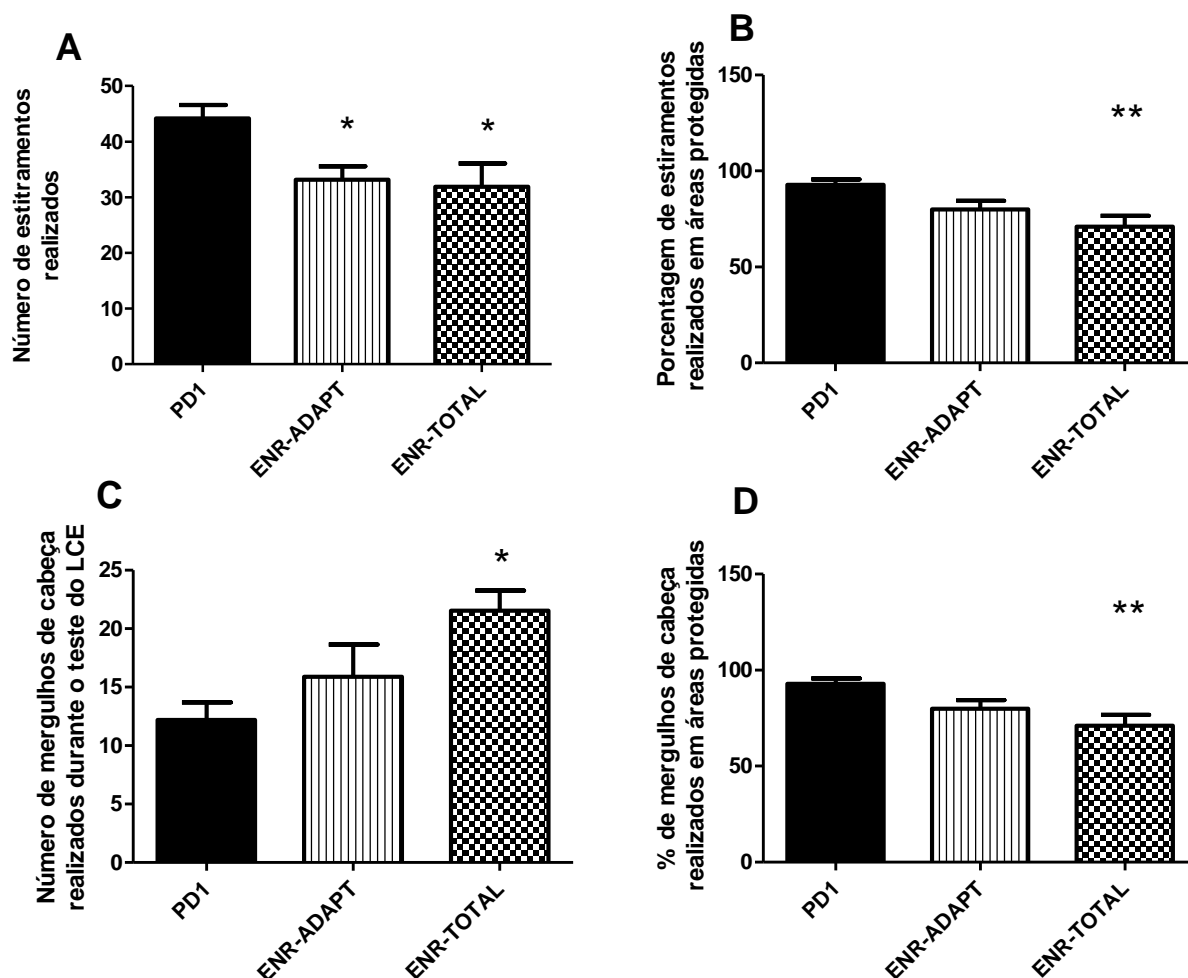 A
Número de estitramentos
realizados
50
40
30
20
10
0
*
*
PD1
ENR-ADAPT
ENR-TOTAL
B
Porcentagem de estiramentos
realizados em áreas protegidas
150
100
50
0
**
PD1
ENR-ADAPT
ENR-TOTAL
C
Número de mergulhos de cabeça
realizados durante o teste do LCE
25
20
15
10
5
0
*
PD1
ENR-ADAPT
ENR-TOTAL
D
% de mergulhos de cabeça
realizados em áreas protegidas
150
100
50
0
**
PD1
ENR-ADAPT
ENR-TOTAL